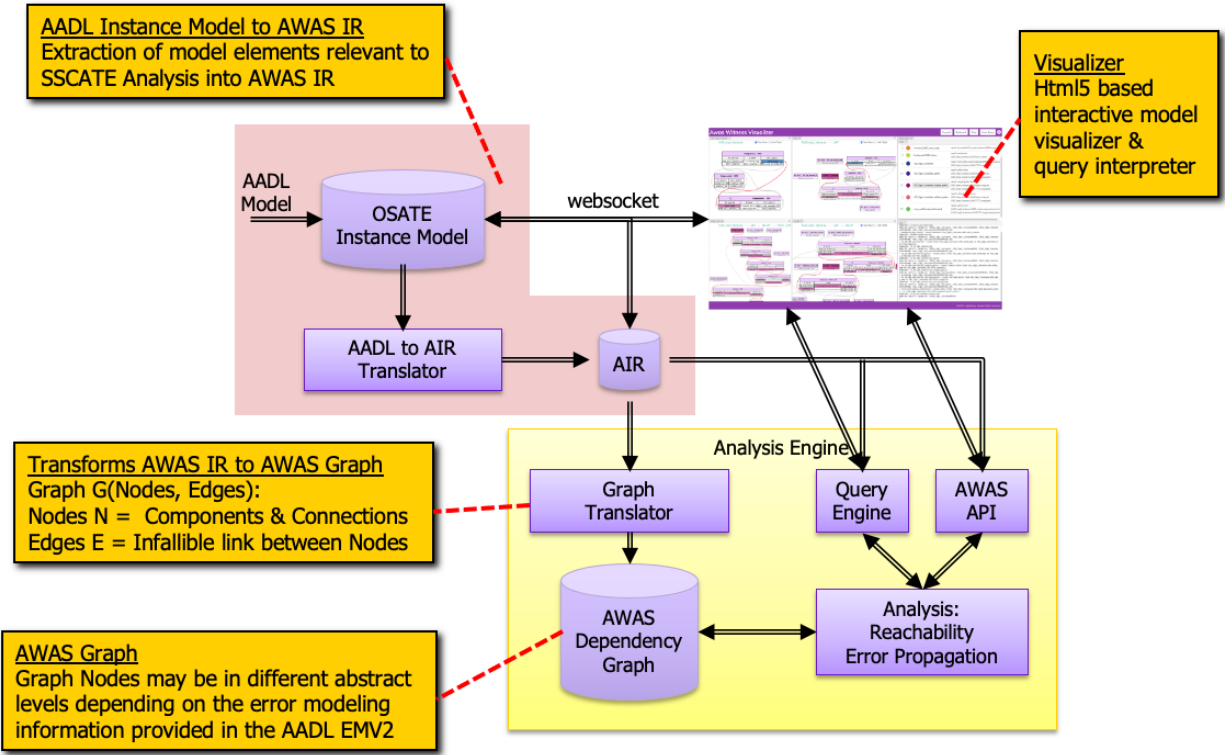 AADL Instance Model to AWAS IR
Extraction of model elements relevant to
SSCATE Analysis into AWAS IR
Visualizer
Html5 based
interactive model
visualizer &
query interpreter
AADL
Model
OSATE
Instance Model
websocket
Awas Witness Visualizer
AADL to AIR
Translator
AIR
Transforms AWAS IR to AWAS Graph
Graph G(Nodes, Edges):
Nodes N = Components & Connections
Edges E = Infallible link between Nodes
Analysis Engine
Graph
Translator
Query
Engine
AWAS
API
AWAS
Dependency
Graph
Analysis:
Reachability
Error Propagation
AWAS Graph
Graph Nodes may be in different abstract
levels depending on the error modeling
information provided in the AADL EMV2